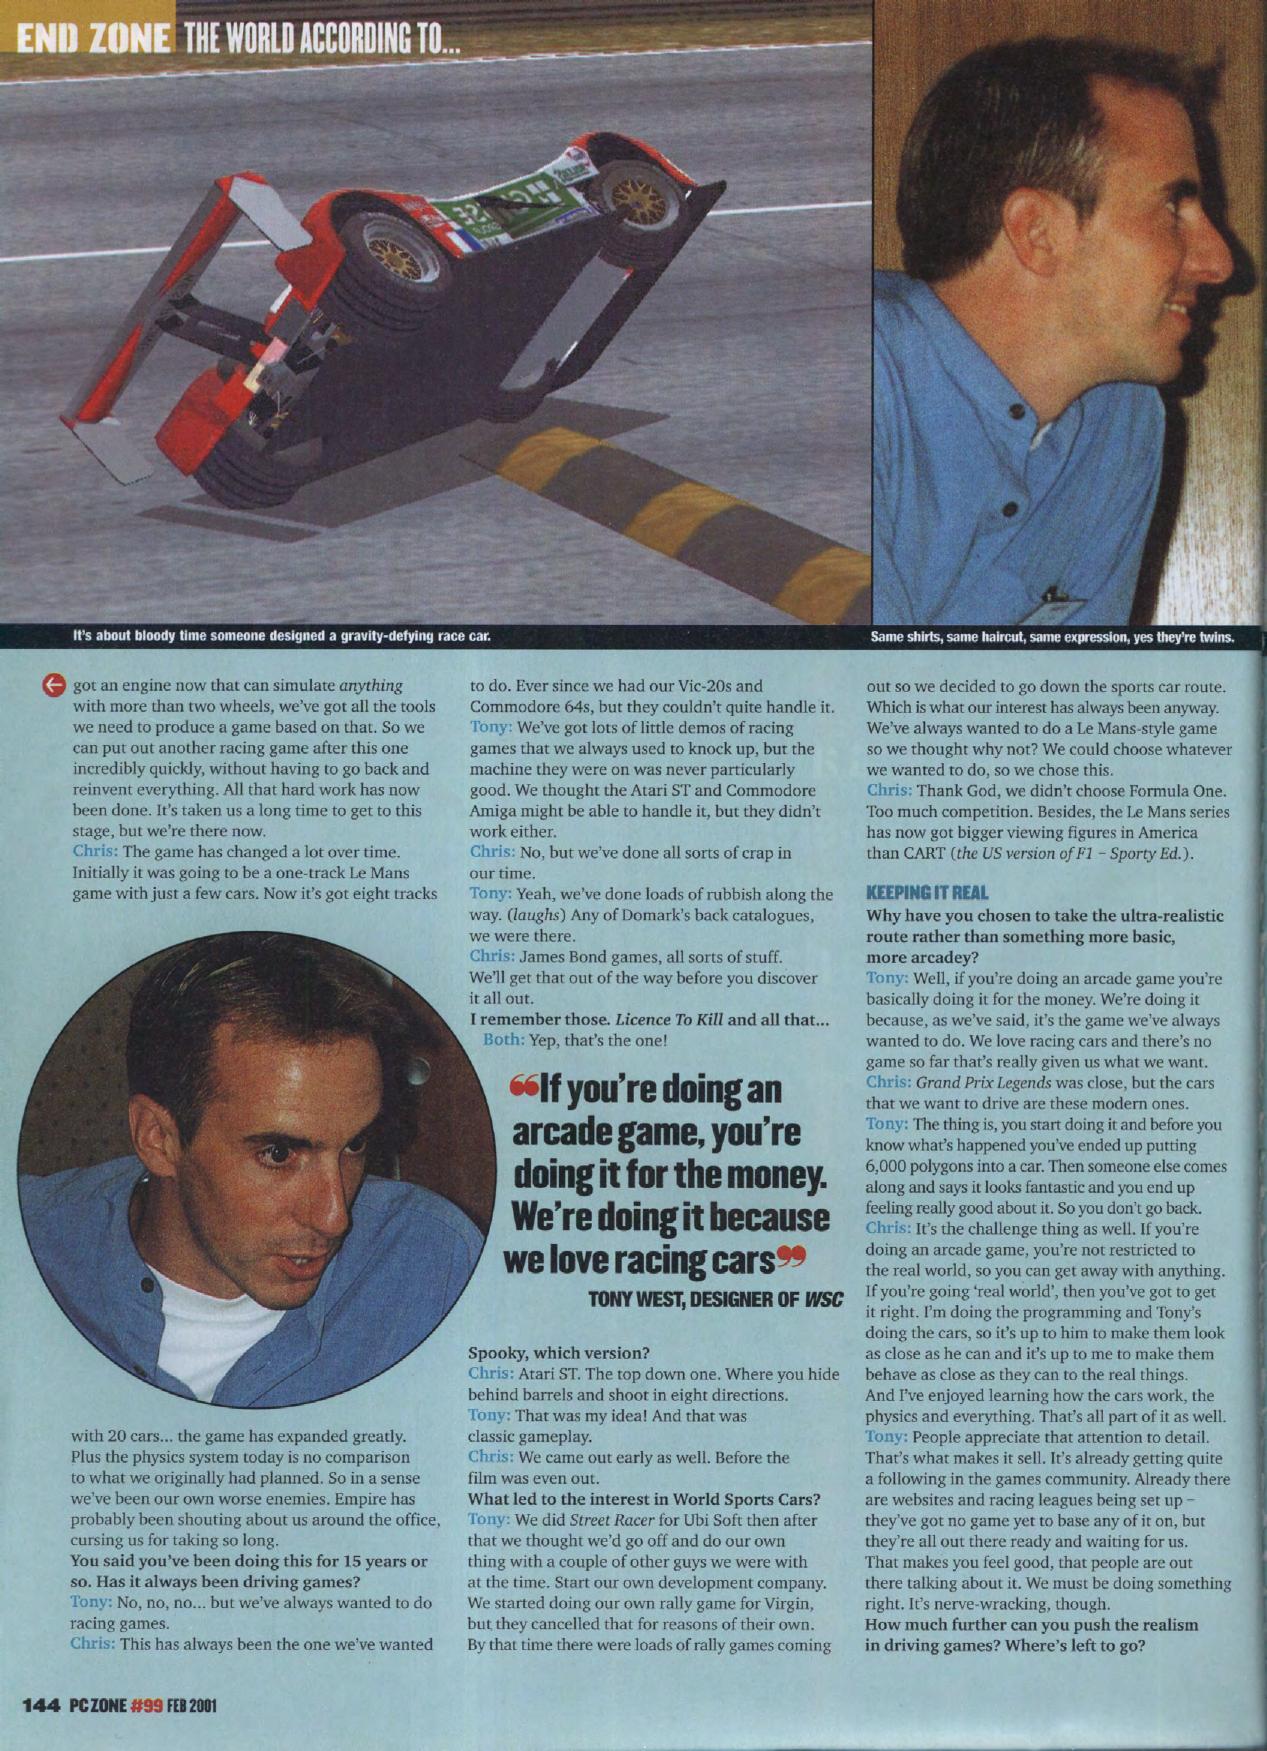 END ZONE THE WORLD ACCORDING TO...
It's about bloody time someone designed a gravity-defying race car.
Same shirts, same haircut, same expression, yes they're twins.
got an engine now that can simulate anything
with more than two wheels, we've got all the tools
we need to produce a game based on that. So we
can put out another racing game after this one
incredibly quickly, without having to go back and
reinvent everything. All that hard work has now
been done. It's taken us a long time to get to this
stage, but we're there now.
Chris: The game has changed a lot over time.
Initially it was going to be a one-track Le Mans
game with just a few cars. Now it's got eight tracks
with 20 cars... the game has expanded greatly.
Plus the physics system today is no comparison
to what we originally had planned. So in a sense
we've been our own worse enemies. Empire has
probably been shouting about us around the office,
cursing us for taking so long.
You said you've been doing this for 15 years or
so. Has it always been driving games?
Tony: No, no, no... but we've always wanted to do
racing games.
Chris: This has always been the one we've wanted
to do. Ever since we had our Vic-20s and
Commodore 64s, but they couldn't quite handle it.
Tony: We've got lots of little demos of racing
games that we always used to knock up, but the
machine they were on was never particularly
good. We thought the Atari ST and Commodore
Amiga might be able to handle it, but they didn't
work either.
Chris: No, but we've done all sorts of crap in
our time.
Tony: Yeah, we've done loads of rubbish along the
way. (laughs) Any of Domark's back catalogues,
we were there.
Chris: James Bond games, all sorts of stuff.
We'll get that out of the way before you discover
it all out.
I remember those. Licence To Kill and all that...
Both: Yep, that's the one!
“If you're doing an
arcade game, you're
doing it for the money.
We're doing it because
we love racing cars”
TONY WEST, DESIGNER OF WSC
Spooky, which version?
Chris: Atari ST. The top down one. Where you hide
behind barrels and shoot in eight directions.
Tony: That was my idea! And that was
classic gameplay.
Chris: We came out early as well. Before the
film was even out.
What led to the interest in World Sports Cars?
Tony: We did Street Racer for Ubi Soft then after
that we thought we'd go off and do our own
thing with a couple of other guys we were with
at the time. Start our own development company.
We started doing our own rally game for Virgin,
but they cancelled that for reasons of their own.
By that time there were loads of rally games coming
out so we decided to go down the sports car route.
Which is what our interest has always been anyway.
We've always wanted to do a Le Mans-style game
so we thought why not? We could choose whatever
we wanted to do, so we chose this.
Chris: Thank God, we didn't choose Formula One.
Too much competition. Besides, the Le Mans series
has now got bigger viewing figures in America
than CART (the US version of F1 – Sporty Ed.).
KEEPING IT REAL
Why have you chosen to take the ultra-realistic
route rather than something more basic,
more arcadey?
Tony: Well, if you're doing an arcade game you're
basically doing it for the money. We're doing it
because, as we've said, it's the game we've always
wanted to do. We love racing cars and there's no
game so far that's really given us what we want.
Chris: Grand Prix Legends was close, but the cars
that we want to drive are these modern ones.
Tony: The thing is, you start doing it and before you
know what's happened you've ended up putting
6,000 polygons into a car. Then someone else comes
along and says it looks fantastic and you end up
feeling really good about it. So you don't go back.
Chris: It's the challenge thing as well. If you're
doing an arcade game, you're not restricted to
the real world, so you can get away with anything.
If you're going 'real world', then you've got to get
it right. I'm doing the programming and Tony's
doing the cars, so it's up to him to make them look
as close as he can and it's up to me to make them
behave as close as they can to the real things.
And I've enjoyed learning how the cars work, the
physics and everything. That's all part of it as well.
Tony: People appreciate that attention to detail.
That's what makes it sell. It's already getting quite
a following in the games community. Already there
are websites and racing leagues being set up –
they've got no game yet to base any of it on, but
they're all out there ready and waiting for us.
That makes you feel good, that people are out
there talking about it. We must be doing something
right. It's nerve-wracking, though.
How much further can you push the realism
in driving games? Where's left to go?
144 PC ZONE #99 FEB 2001